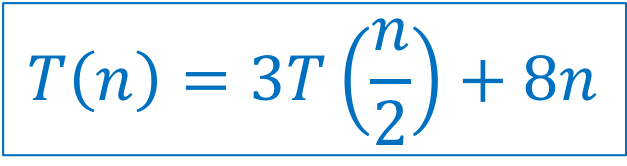 T(n) = 3T(n/2) + 8n